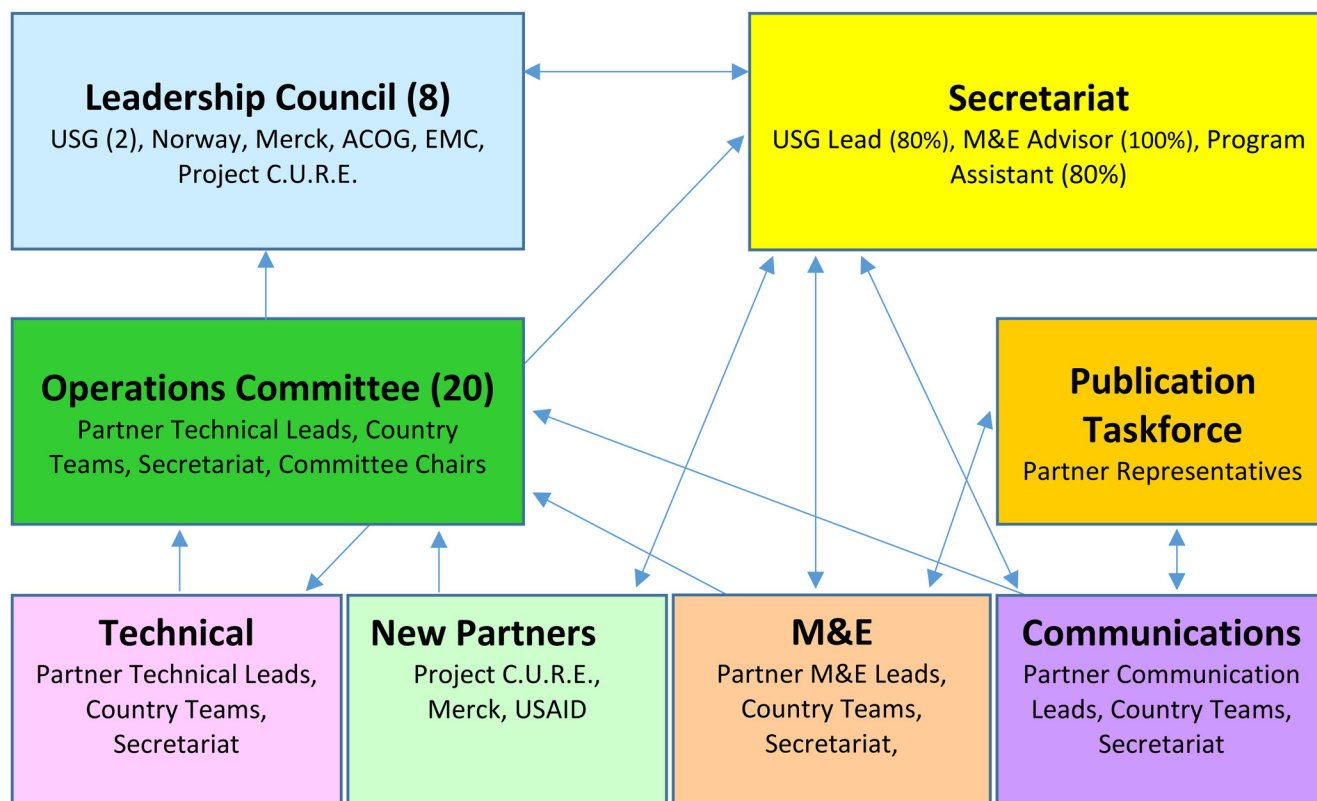 Leadership Council (8)
USG (2), Norway, Merck, ACOG, EMC,
Project C.U.R.E.
Secretariat
USG Lead (80%), M&E Advisor (100%), Program
Assistant (80%)
Operations Committee (20)
Partner Technical Leads, Country
Teams, Secretariat, Committee Chairs
Publication
Taskforce
Partner Representatives
Technical
Partner Technical Leads,
Country Teams,
Secretariat
New Partners
Project C.U.R.E.,
Merck, USAID
M&E
Partner M&E Leads,
Country Teams,
Secretariat,
Communications
Partner Communication
Leads, Country Teams,
Secretariat